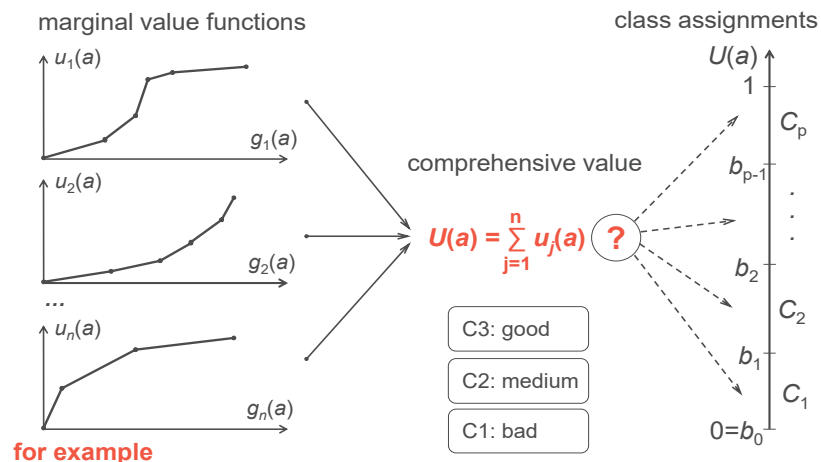 marginal value functions
class assignments
u1(a)
g1(a)
u2(a)
g2(a)
...
un(a)
gn(a)
for example
comprehensive value
U(a) = n∑j=1 uj(a) ?
C3: good
C2: medium
C1: bad
U(a)
1
Cp
bp-1
. . .
b2
C2
b1
C1
0=b0